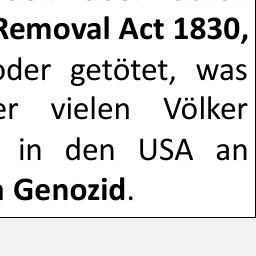 Removal Act 1830,
oder getötet, was
er vielen Völker
in den USA an
Genozid.